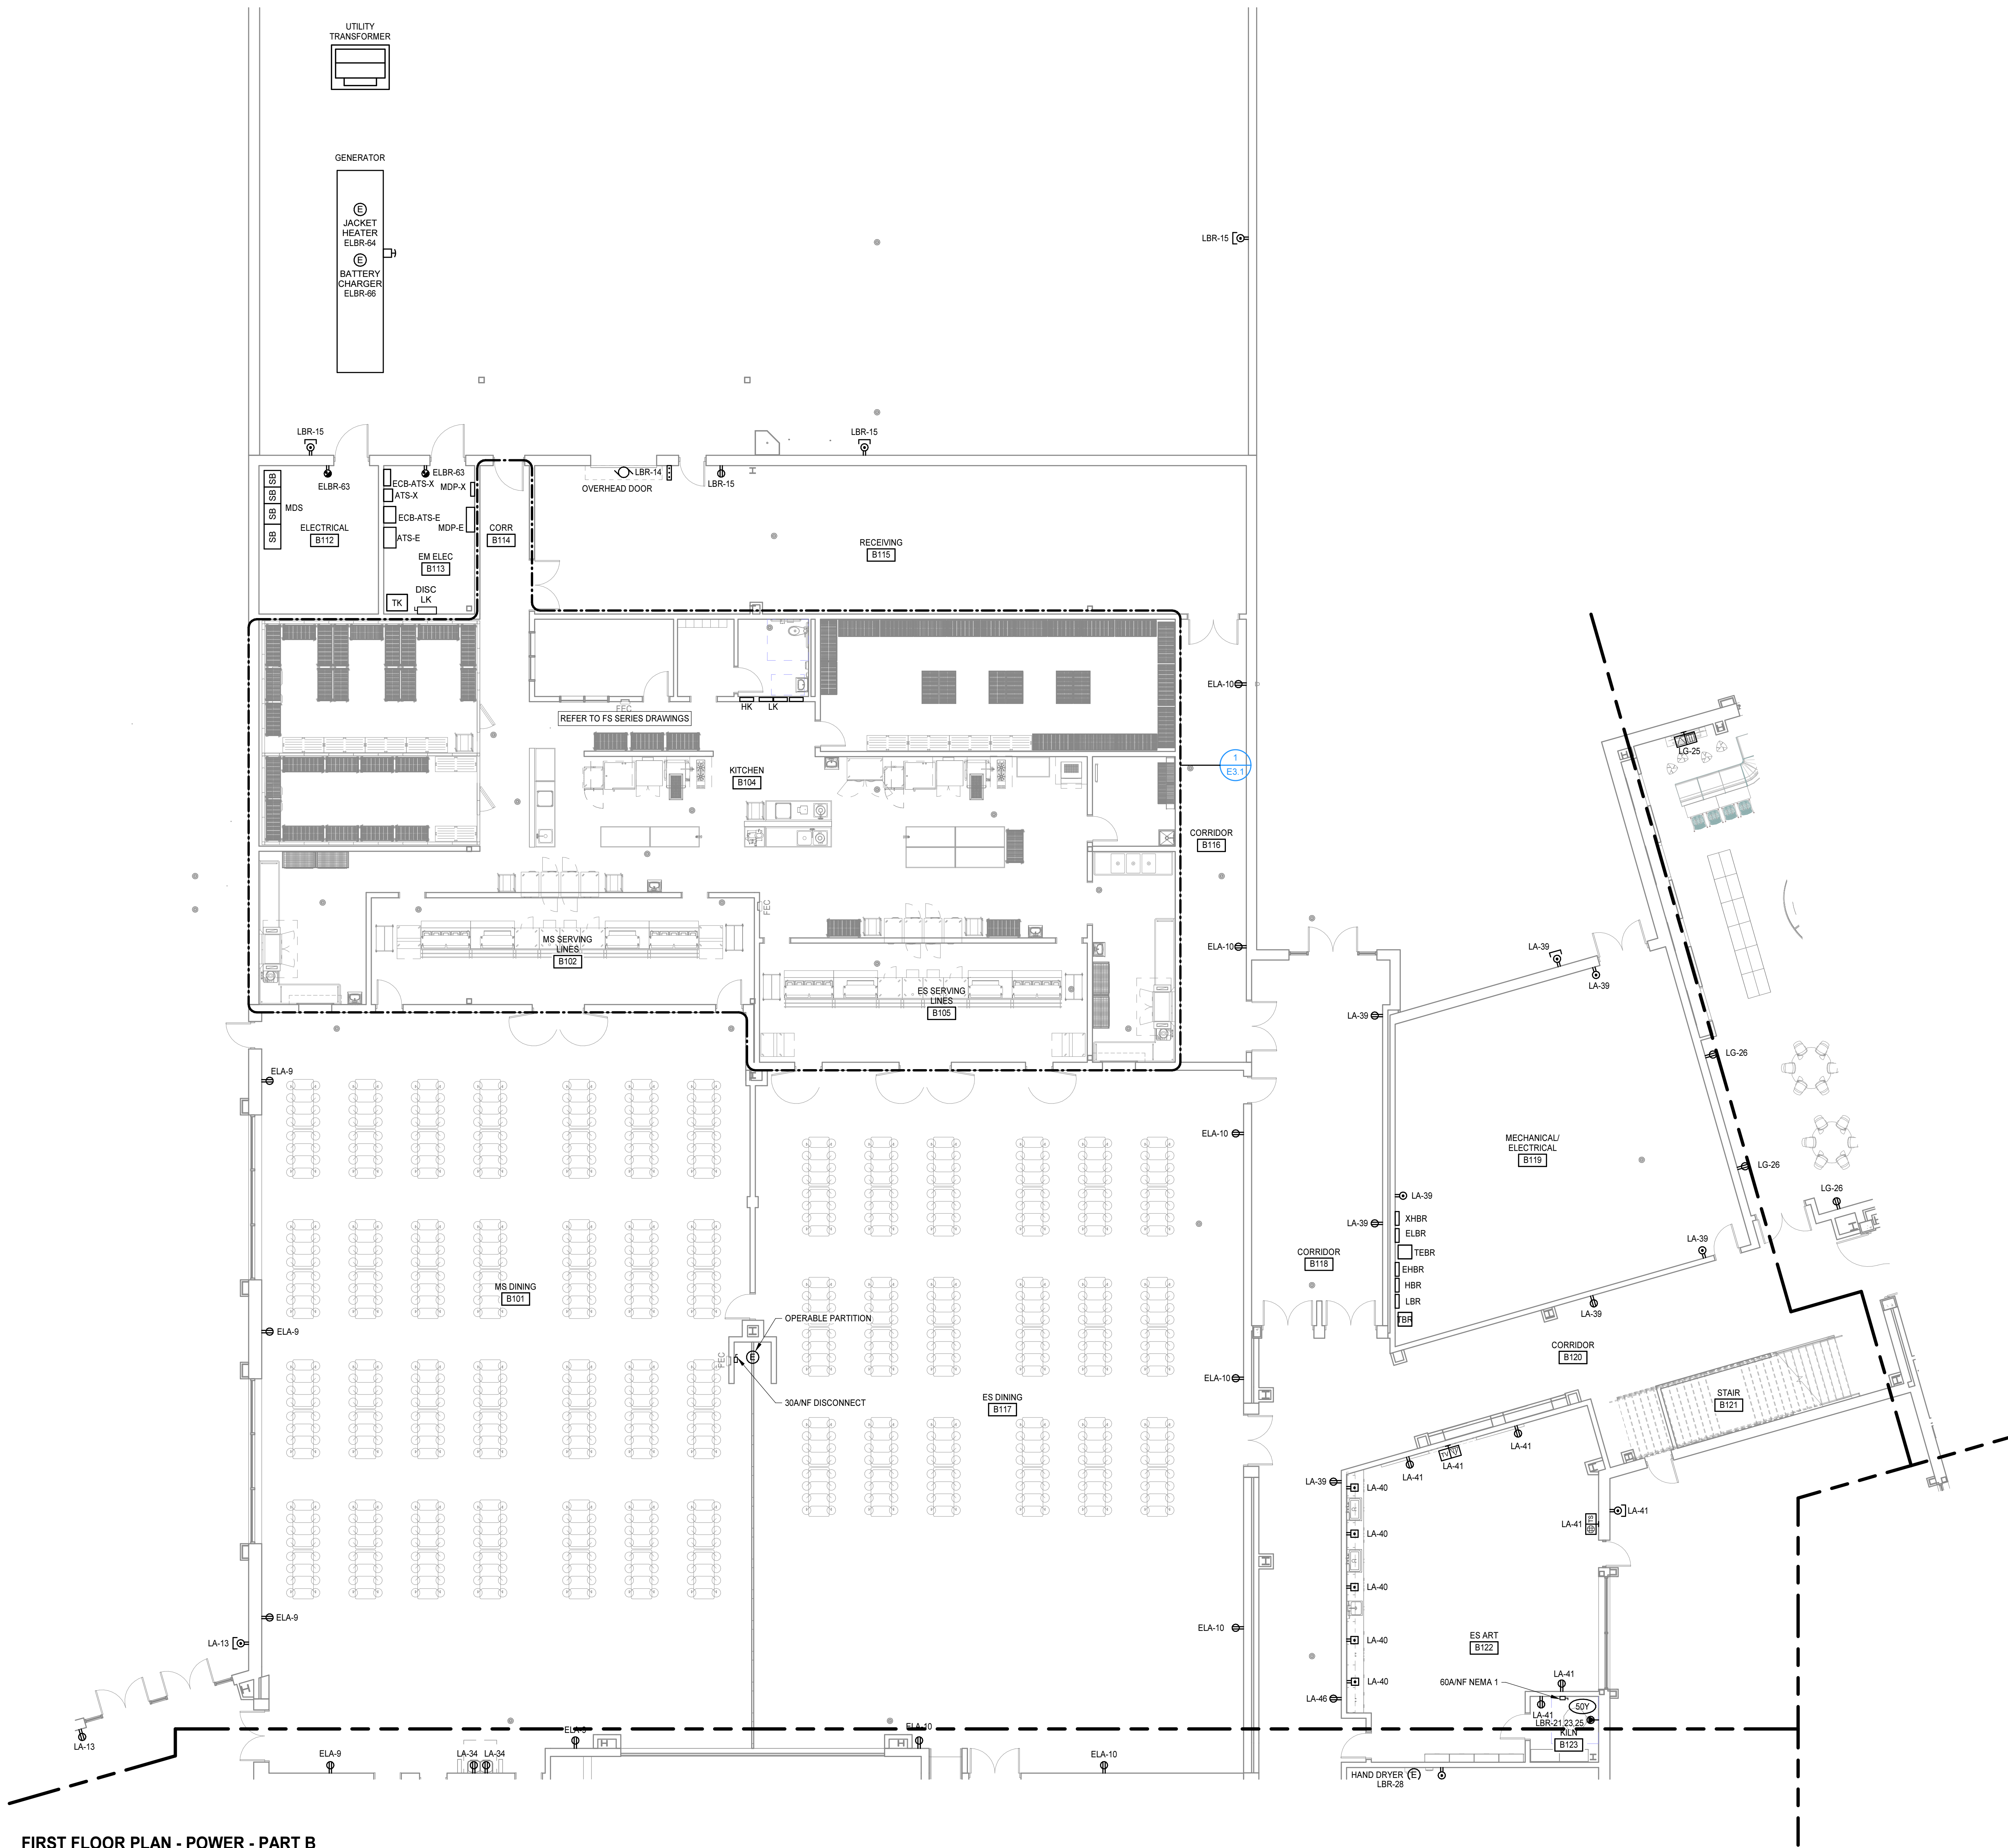 UTILITY
TRANSFORMER
GENERATOR
E
JACKET
HEATER
ELBR-64
E
BATTERY
CHARGER
ELBR-66
LBR-15
LBR-15
LBR-15
ELBR-63
ELBR-63
LBR-14
OVERHEAD DOOR
LBR-15
SB
SB
SB
SB
MDS
ELECTRICAL
B112
ECB-ATS-X
ATS-X
MDP-X
ECB-ATS-E
MDP-E
ATS-E
EM ELEC
B113
DISC
LK
TK
CORR
B114
RECEIVING
B115
FEC
HK
LK
REFER TO FS SERIES DRAWINGS
ELA-10
KITCHEN
B104
1
E3.1
CORRIDOR
B116
LG-25
FEC
MS SERVING
LINES
B102
ES SERVING
LINES
B105
ELA-10
LA-39
LA-39
LA-39
LG-26
ELA-9
ELA-10
MECHANICAL/
ELECTRICAL
B119
LG-26
LG-26
LA-39
XHBR
LA-39
ELBR
TEBR
EHBR
HBR
LBR
TBR
LA-39
LA-39
CORRIDOR
B118
MS DINING
B101
ELA-9
OPERABLE PARTITION
E
FEC
30A/NF DISCONNECT
ELA-10
ES DINING
B117
CORRIDOR
B120
STAIR
B121
LA-41
LA-41
TV
LA-41
LA-39
LA-40
LA-41
TS
LA-41
LA-40
LA-40
ELA-9
ELA-10
LA-40
ES ART
B122
LA-13
LA-40
LA-46
LA-41
60A/NF NEMA 1
50Y
LA-41
LBR-21,23,25
KILN
B123
LA-13
ELA-9
ELA-10
ELA-9
LA-34
LA-34
ELA-10
HAND DRYER
E
LBR-28
FIRST FLOOR PLAN - POWER - PART B